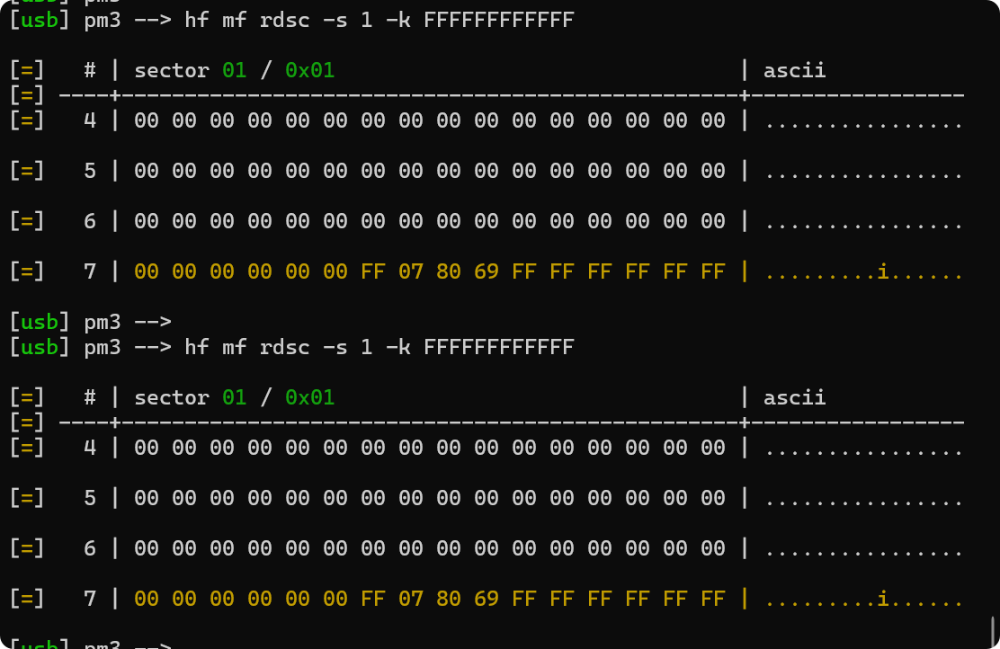 [usb] pm3 -->
[usb] pm3 --> hf mf rdsc -s 1 -k FFFFFFFFFFFF
[=]   # | sector 01 / 0x01                                | ascii
[=] ----+-------------------------------------------------+-----------------
[=]   4 | 00 00 00 00 00 00 00 00 00 00 00 00 00 00 00 00 | ................
[=]   5 | 00 00 00 00 00 00 00 00 00 00 00 00 00 00 00 00 | ................
[=]   6 | 00 00 00 00 00 00 00 00 00 00 00 00 00 00 00 00 | ................
[=]   7 | 00 00 00 00 00 00 FF 07 80 69 FF FF FF FF FF FF | .........i......
[usb] pm3 -->
[usb] pm3 --> hf mf rdsc -s 1 -k FFFFFFFFFFFF
[=]   # | sector 01 / 0x01                                | ascii
[=] ----+-------------------------------------------------+-----------------
[=]   4 | 00 00 00 00 00 00 00 00 00 00 00 00 00 00 00 00 | ................
[=]   5 | 00 00 00 00 00 00 00 00 00 00 00 00 00 00 00 00 | ................
[=]   6 | 00 00 00 00 00 00 00 00 00 00 00 00 00 00 00 00 | ................
[=]   7 | 00 00 00 00 00 00 FF 07 80 69 FF FF FF FF FF FF | .........i......
[usb] pm3 -->